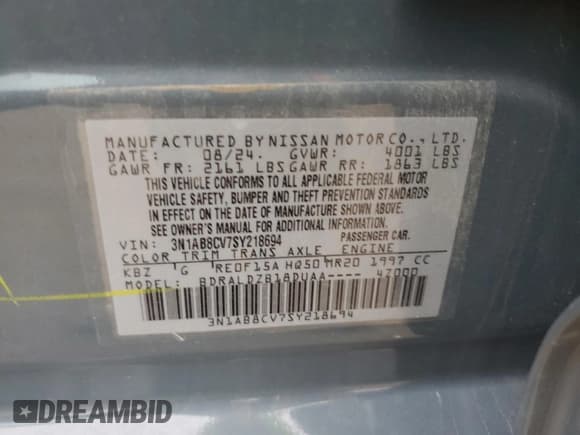 MANUFACTURED BY NISSAN MOTOR CO., LTD.
DATE: 08/24. GVWR: 4001 LBS
GAWR FR: 2161 LBS GAWR RR: 1863 LBS
THIS VEHICLE CONFORMS TO ALL APPLICABLE FEDERAL MOTOR
VEHICLE SAFETY, BUMPER AND THEFT PREVENTION STANDARDS
IN EFFECT ON THE DATE OF MANUFACTURE SHOWN ABOVE.
SEE OWNER'S MANUAL FOR ADDITIONAL INFORMATION.
VIN: 3N1AB8CV7SY218694 PASSENGER CAR.
COLOR TRIM TRANS AXLE ENGINE
KBZ G RE0F15A HQ50 MR20 1997 CC
MODEL: BDRALDZB18DUAA---- 47000
3N1AB8CV7SY218694
DREAMBID